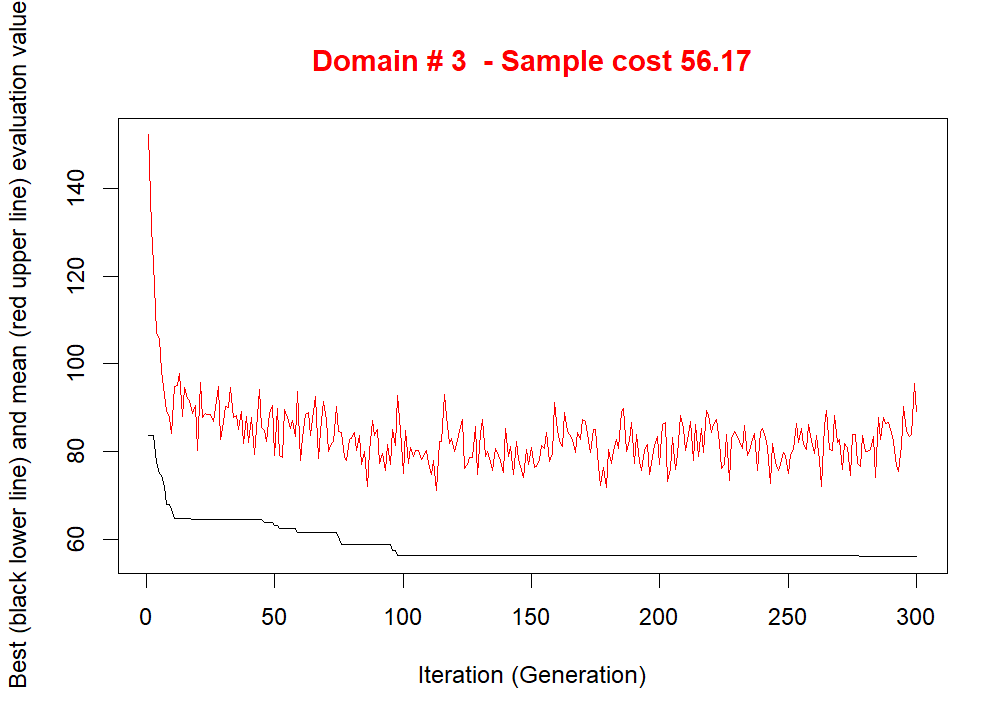 Domain # 3  - Sample cost 56.17
Best (black lower line) and mean (red upper line) evaluation value
140
120
100
80
60
0 50 100 150 200 250 300
Iteration (Generation)